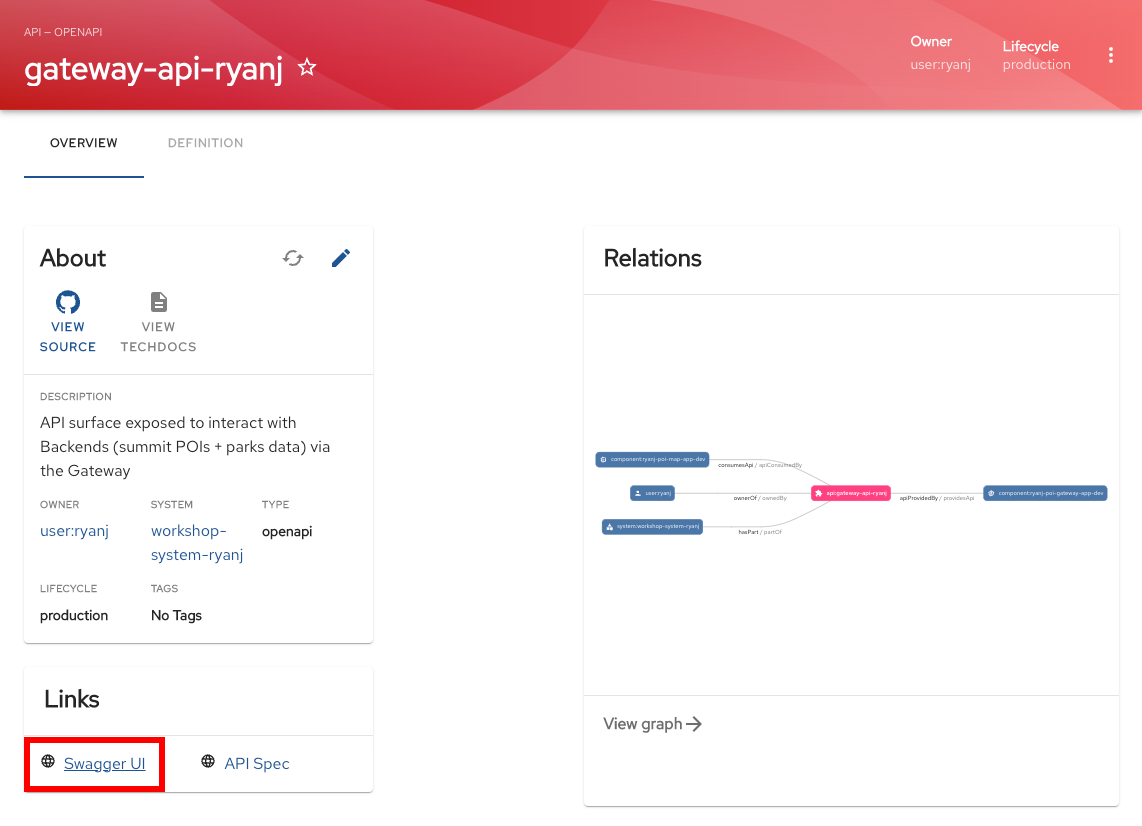 API — OPENAPI
gateway-api-ryanj
Owner
user:ryanj
Lifecycle
production
OVERVIEW
DEFINITION
About
VIEW
SOURCE
VIEW
TECHDOCS
DESCRIPTION
API surface exposed to interact with
Backends (summit POIs + parks data) via
the Gateway
OWNER
user:ryanj
SYSTEM
workshop-
system-ryanj
TYPE
openapi
LIFECYCLE
production
TAGS
No Tags
Links
Swagger UI
API Spec
Relations
component:ryanj-poi-map-app-dev
consumesApi / apiConsumedBy
user:ryanj
ownerOf / ownedBy
api:gateway-api-ryanj
apiProvidedBy / providesApi
component:ryanj-poi-gateway-app-dev
system:workshop-system-ryanj
hasPart / partOf
View graph